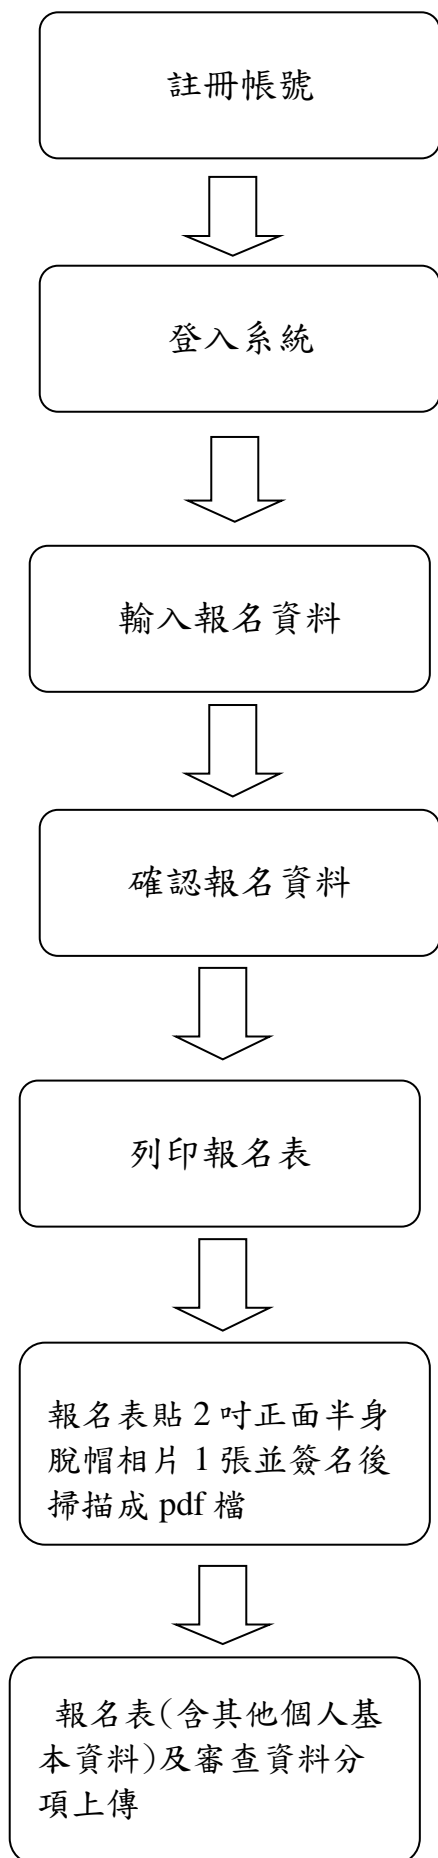 註冊帳號
登入系統
輸入報名資料
確認報名資料
列印報名表
報名表貼 2 吋正面半身
脫帽相片 1 張並簽名後
掃描成 pdf 檔
報名表(含其他個人基
本資料)及審查資料分
項上傳